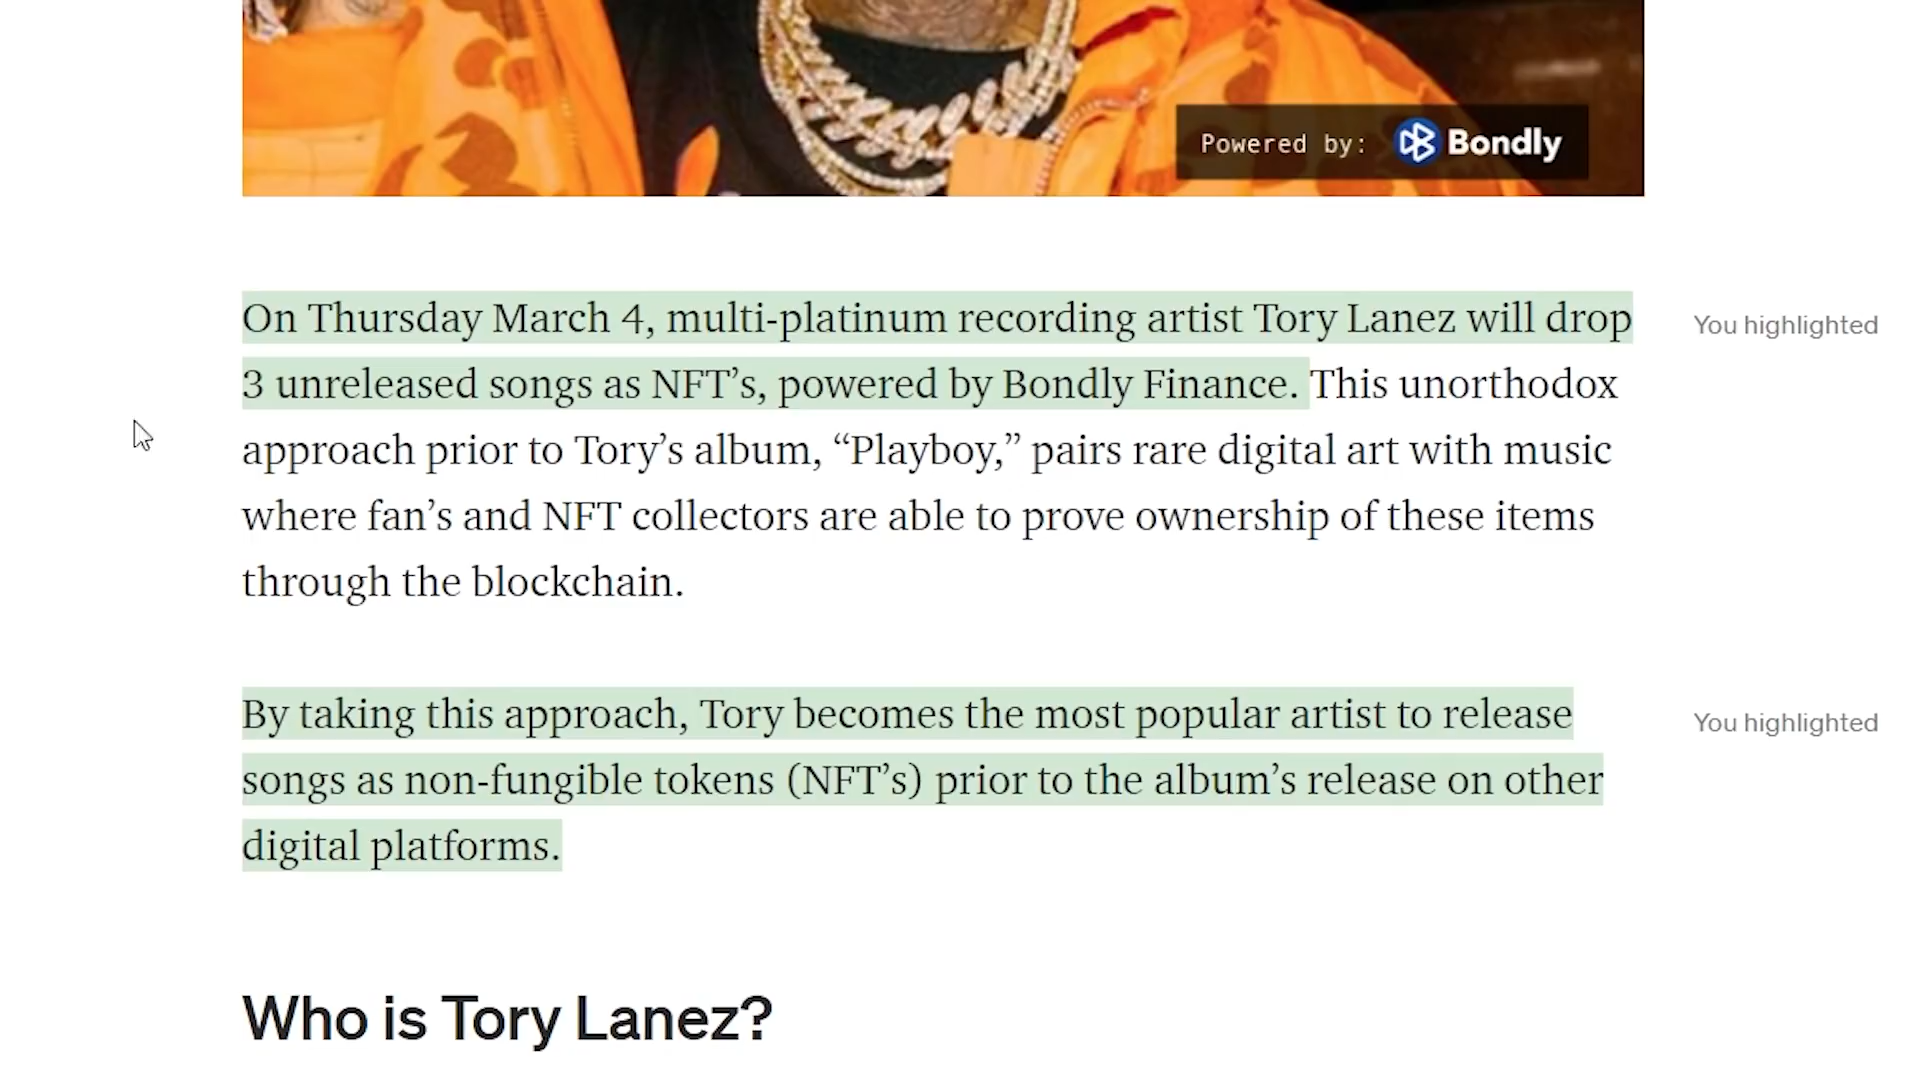 Powered by: Bondly
On Thursday March 4, multi-platinum recording artist Tory Lanez will drop
You highlighted
3 unreleased songs as NFT’s, powered by Bondly Finance. This unorthodox
approach prior to Tory’s album, “Playboy,” pairs rare digital art with music
where fan’s and NFT collectors are able to prove ownership of these items
through the blockchain.
By taking this approach, Tory becomes the most popular artist to release
You highlighted
songs as non-fungible tokens (NFT’s) prior to the album’s release on other
digital platforms.
Who is Tory Lanez?